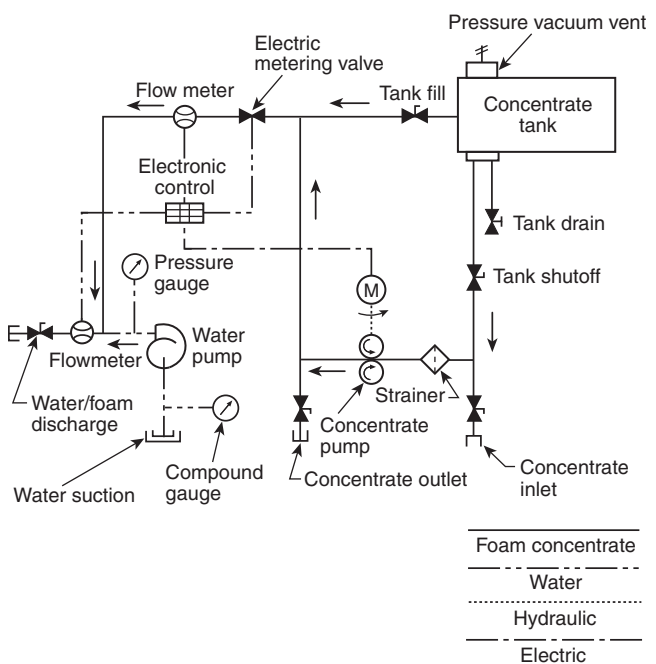 Pressure vacuum vent
Electric
metering valve
Flow meter
Tank fill
Concentrate
tank
Electronic
control
Tank drain
Pressure
gauge
M
Tank shutoff
Water
pump
Flowmeter
Strainer
Water/foam
discharge
Concentrate
pump
Compound
gauge
Concentrate outlet
Concentrate
inlet
Water suction
Foam concentrate
Water
Hydraulic
Electric